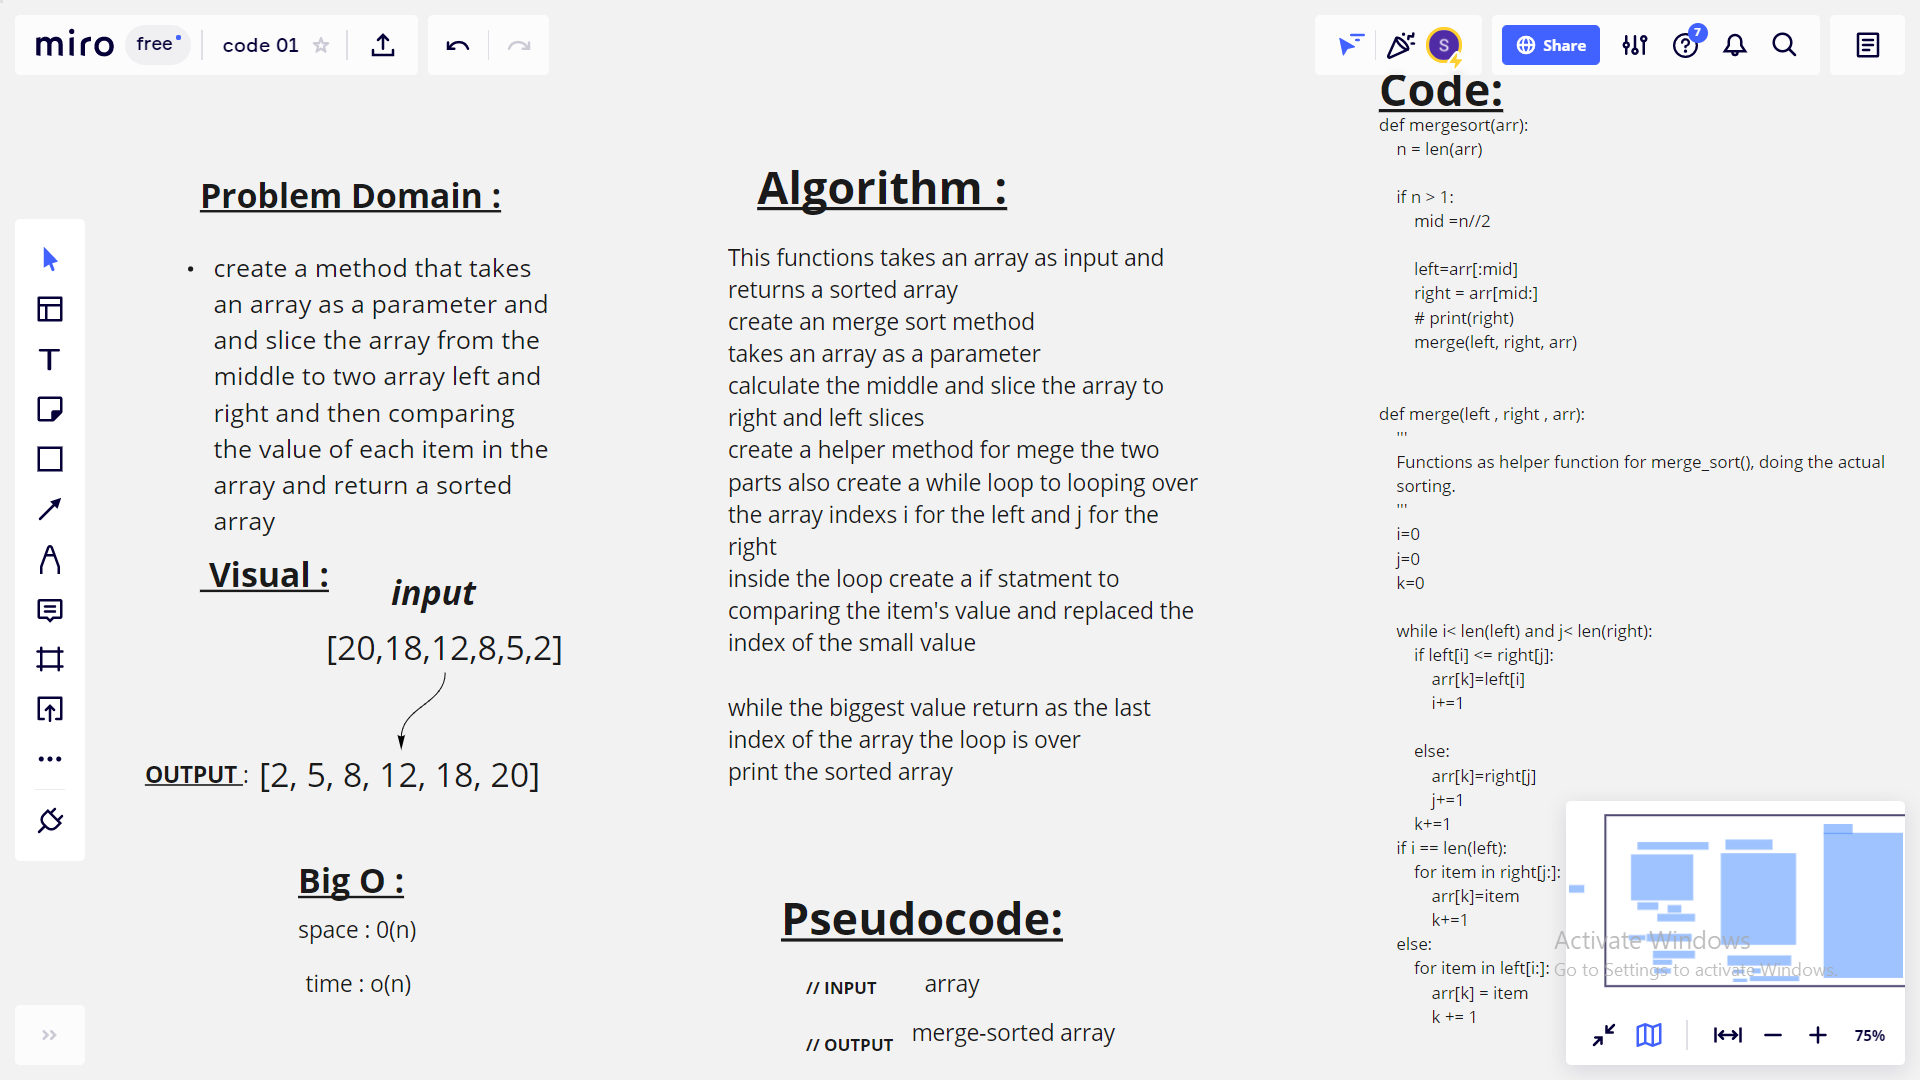 miro
free
code 01
S
Share
7
Problem Domain :
• create a method that takes
an array as a parameter and
and slice the array from the
middle to two array left and
right and then comparing
the value of each item in the
array and return a sorted
array
Visual :
input
[20,18,12,8,5,2]
OUTPUT : [2, 5, 8, 12, 18, 20]
Big O :
space : 0(n)
time : o(n)
Algorithm :
This functions takes an array as input and
returns a sorted array
create an merge sort method
takes an array as a parameter
calculate the middle and slice the array to
right and left slices
create a helper method for mege the two
parts also create a while loop to looping over
the array indexs i for the left and j for the
right
inside the loop create a if statment to
comparing the item's value and replaced the
index of the small value
while the biggest value return as the last
index of the array the loop is over
print the sorted array
Pseudocode:
// INPUT array
// OUTPUT merge-sorted array
Code:
def mergesort(arr):
n = len(arr)
if n > 1:
mid =n//2
left=arr[:mid]
right = arr[mid:]
# print(right)
merge(left, right, arr)
def merge(left , right , arr):
'''
Functions as helper function for merge_sort(), doing the actual
sorting.
'''
i=0
j=0
k=0
while i< len(left) and j< len(right):
if left[i] <= right[j]:
arr[k]=left[i]
i+=1
else:
arr[k]=right[j]
j+=1
k+=1
if i == len(left):
for item in right[j:]:
arr[k]=item
k+=1
else:
for item in left[i:]:
arr[k] = item
k += 1
Activate Windows
Go to Settings to activate Windows.
75%